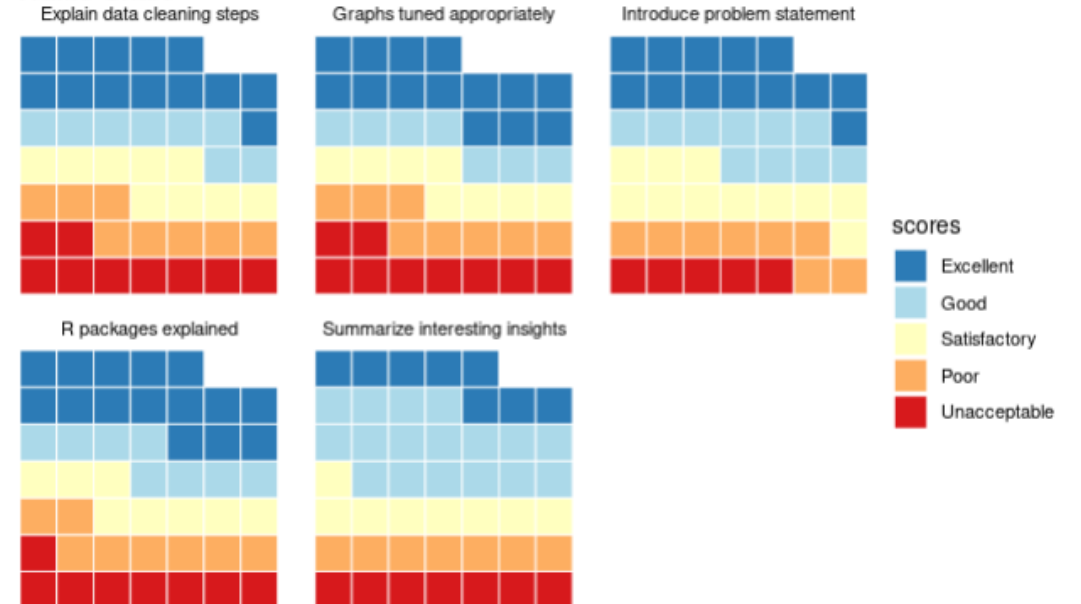 Explain data cleaning steps
Graphs tuned appropriately
Introduce problem statement
R packages explained
Summarize interesting insights
scores
Excellent
Good
Satisfactory
Poor
Unacceptable